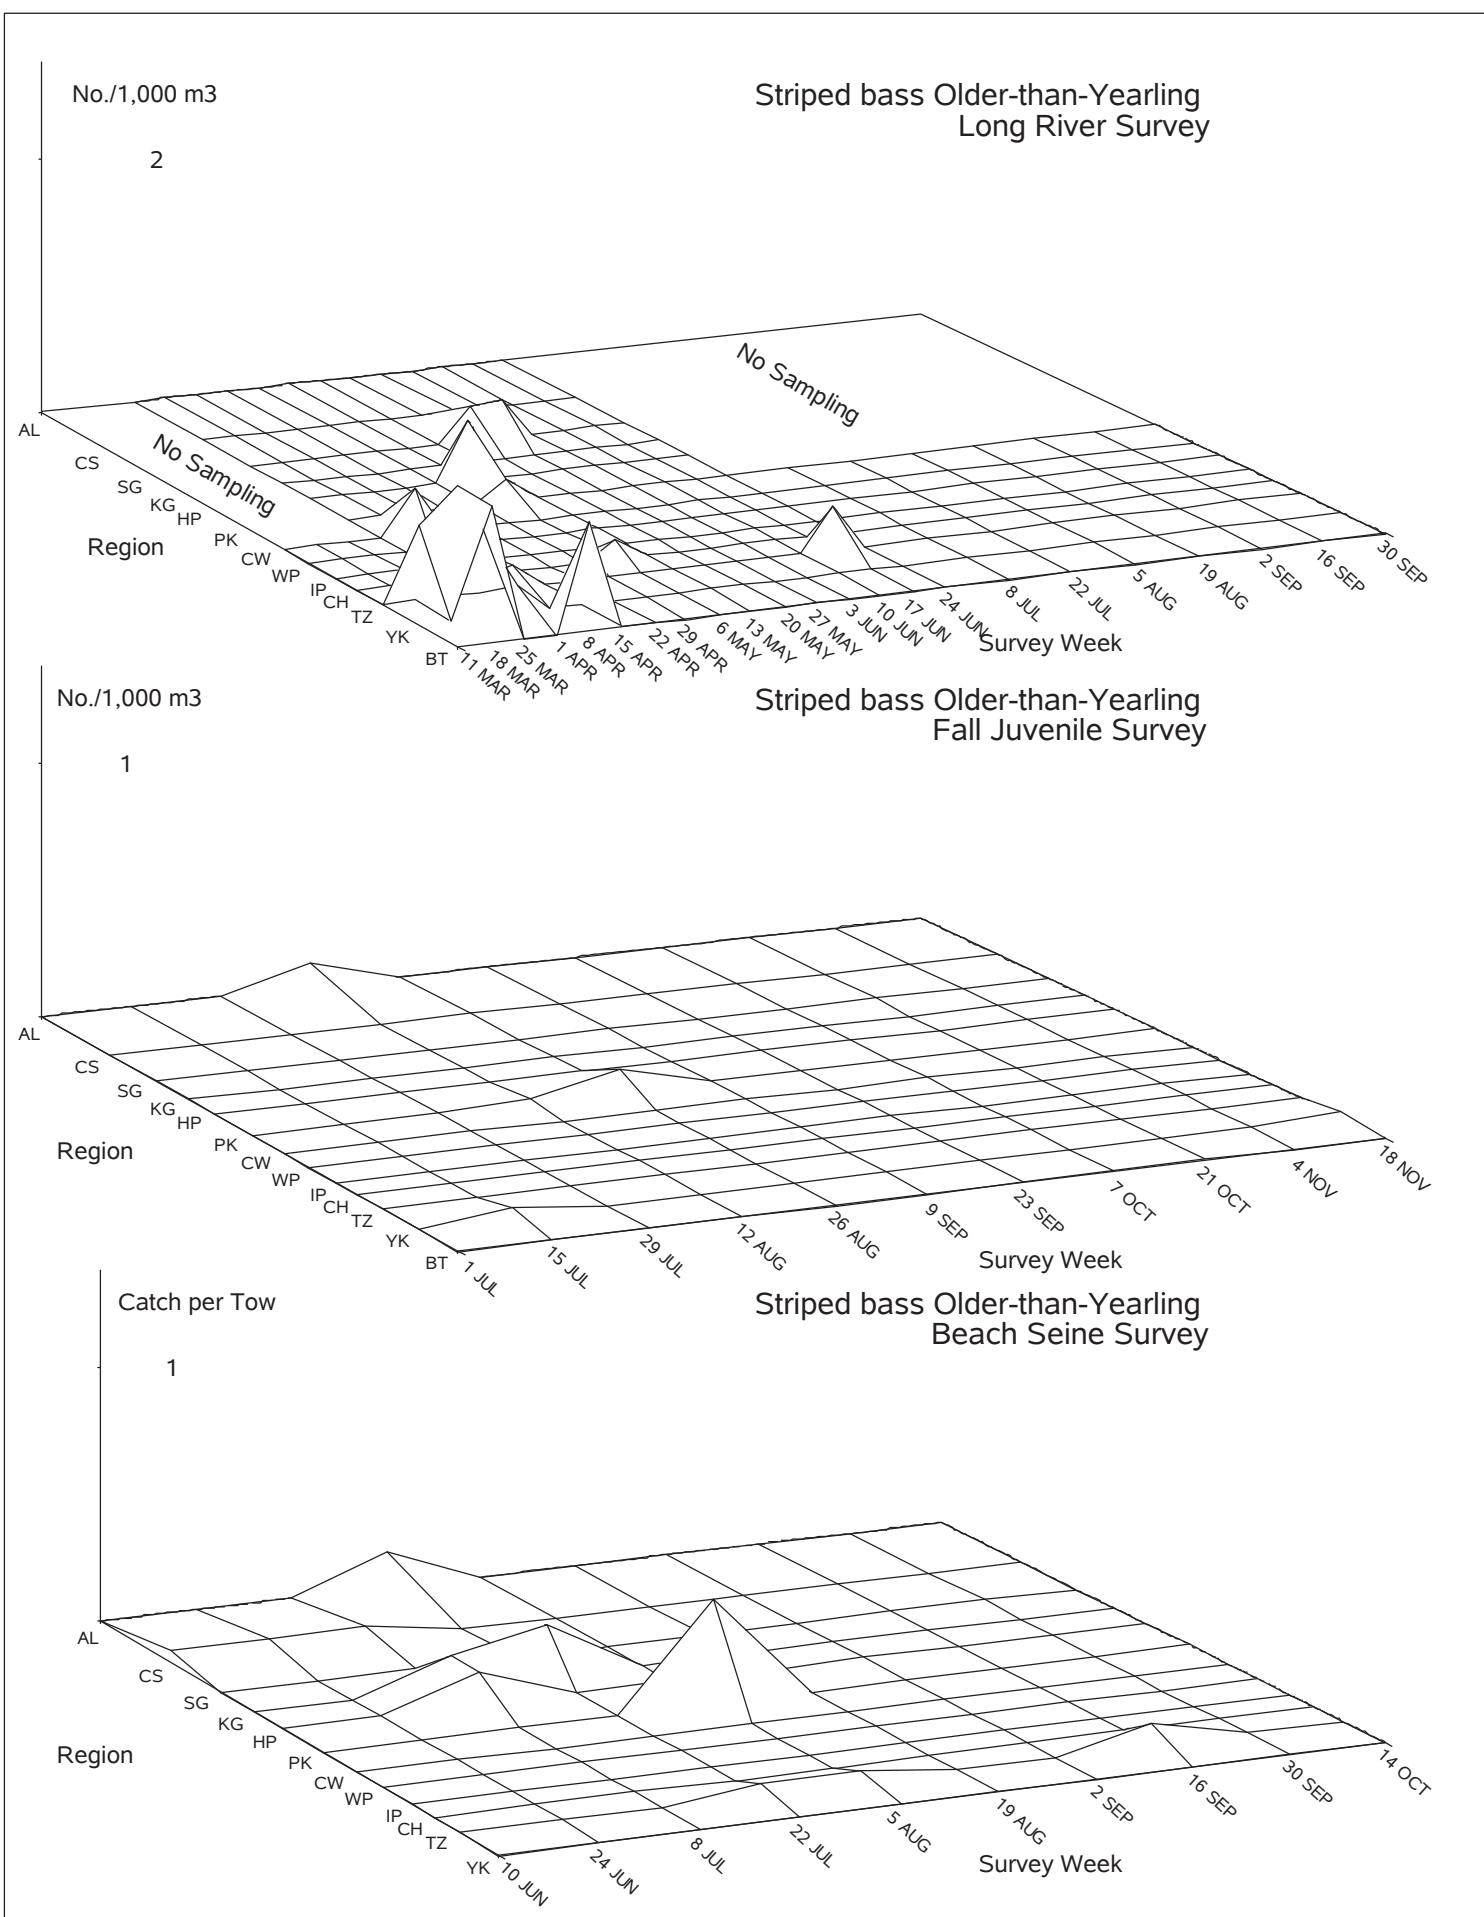 No./1,000 m3
Striped bass Older-than-Yearling
Long River Survey
2
No Sampling
AL
CS
No Sampling
SG
KG
HP
Region
PK
CW
WP
IP
CH
TZ
YK
BT
11 MAR
18 MAR
25 MAR
1 APR
8 APR
15 APR
22 APR
29 APR
6 MAY
13 MAY
20 MAY
27 MAY
3 JUN
10 JUN
17 JUN
24 JUN
8 JUL
22 JUL
5 AUG
19 AUG
2 SEP
16 SEP
30 SEP
Survey Week
No./1,000 m3
Striped bass Older-than-Yearling
Fall Juvenile Survey
1
AL
CS
SG
KG
HP
Region
PK
CW
WP
IP
CH
TZ
YK
BT
1 JUL
15 JUL
29 JUL
12 AUG
26 AUG
9 SEP
23 SEP
7 OCT
21 OCT
4 NOV
18 NOV
Survey Week
Catch per Tow
Striped bass Older-than-Yearling
Beach Seine Survey
1
AL
CS
SG
KG
HP
Region
PK
CW
WP
IP
CH
TZ
YK
10 JUN
24 JUN
8 JUL
22 JUL
5 AUG
19 AUG
2 SEP
16 SEP
30 SEP
14 OCT
Survey Week